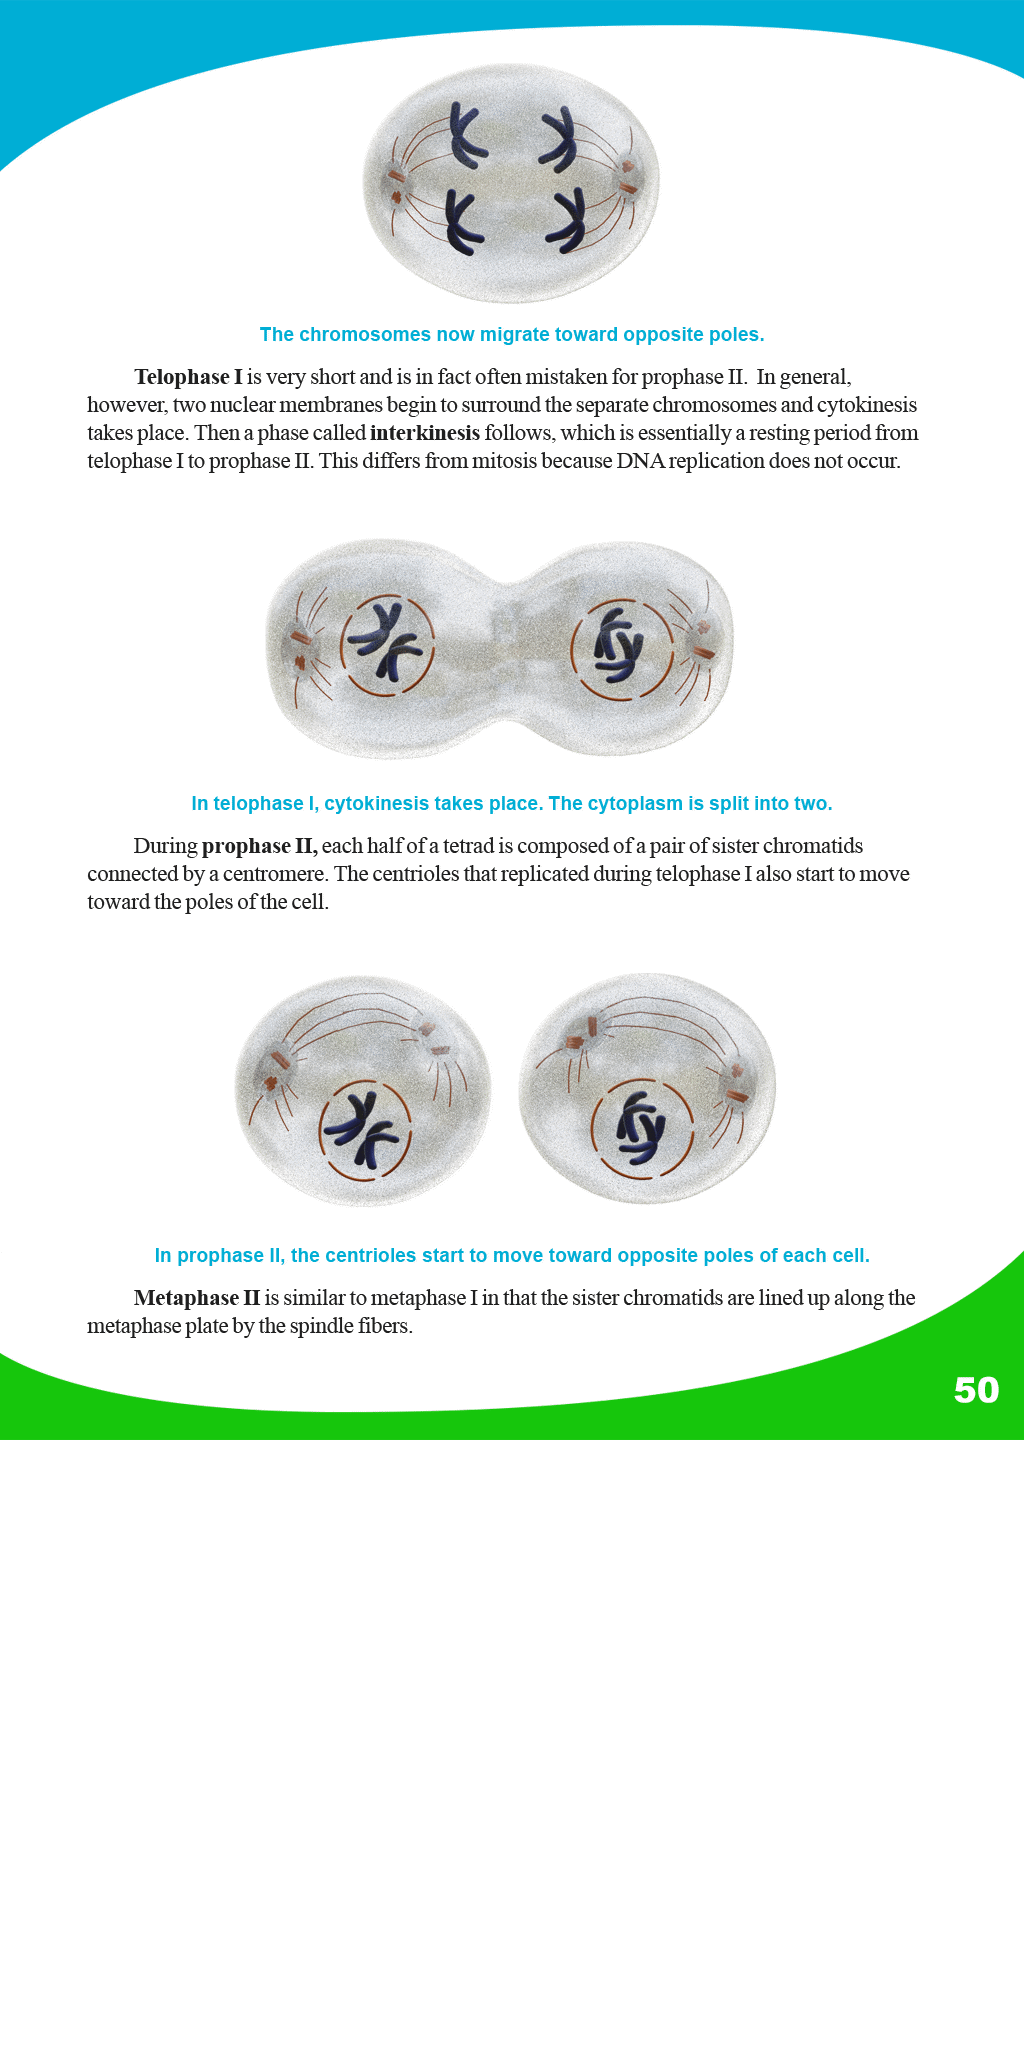 The chromosomes now migrate toward opposite poles.
Telophase I is very short and is in fact often mistaken for prophase II.  In general,
however, two nuclear membranes begin to surround the separate chromosomes and cytokinesis
takes place. Then a phase called interkinesis follows, which is essentially a resting period from
telophase I to prophase II. This differs from mitosis because DNA replication does not occur.
In telophase I, cytokinesis takes place. The cytoplasm is split into two.
During prophase II, each half of a tetrad is composed of a pair of sister chromatids
connected by a centromere. The centrioles that replicated during telophase I also start to move
toward the poles of the cell.
In prophase II, the centrioles start to move toward opposite poles of each cell.
Metaphase II is similar to metaphase I in that the sister chromatids are lined up along the
metaphase plate by the spindle fibers.
50